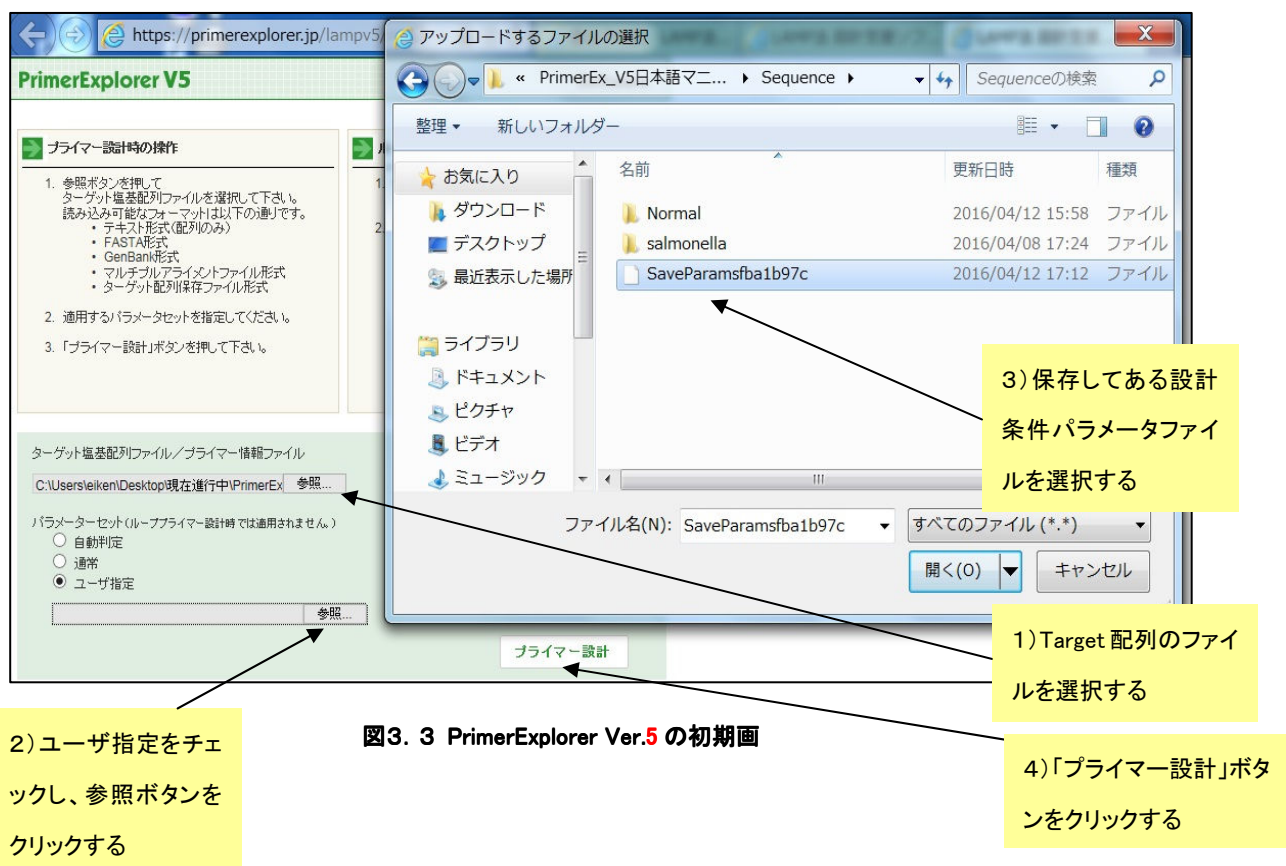 https://primerexplorer.jp/lampv5
PrimerExplorer V5
プライマー設計時の操作
1. 参照ボタンを押して
ターゲット塩基配列ファイルを選択して下さい。
読み込み可能なフォーマットは以下の通りです。
• テキスト形式(配列のみ)
• FASTA形式
• GenBank形式
• マルチプルアライメントファイル形式
• ターゲット配列保存ファイル形式
2. 適用するパラメータセットを指定してください。
3. 「プライマー設計」ボタンを押して下さい。
1.
2.
ターゲット塩基配列ファイル／プライマー情報ファイル
C:\Users\eiken\Desktop\現在進行中\PrimerEx 参照...
パラメーターセット(ループプライマー設計時では適用されません。)
自動判定
通常
ユーザ指定
参照...
プライマー設計
アップロードするファイルの選択
« PrimerEx_V5日本語マニ... Sequence
Sequenceの検索
整理 新しいフォルダー
お気に入り
ダウンロード
デスクトップ
最近表示した場所
ライブラリ
ドキュメント
ピクチャ
ビデオ
ミュージック
名前 更新日時 種類
Normal 2016/04/12 15:58 ファイル
salmonella 2016/04/08 17:24 ファイル
SaveParamsfba1b97c 2016/04/12 17:12 ファイル
ファイル名(N): SaveParamsfba1b97c すべてのファイル (*.*)
開く(O) キャンセル
3)保存してある設計
条件パラメータファイ
ルを選択する
1)Target 配列のファイ
ルを選択する
2)ユーザ指定をチェ
ックし、参照ボタンを
クリックする
4)「プライマー設計」ボタ
ンをクリックする
図3．3 PrimerExplorer Ver.5 の初期画